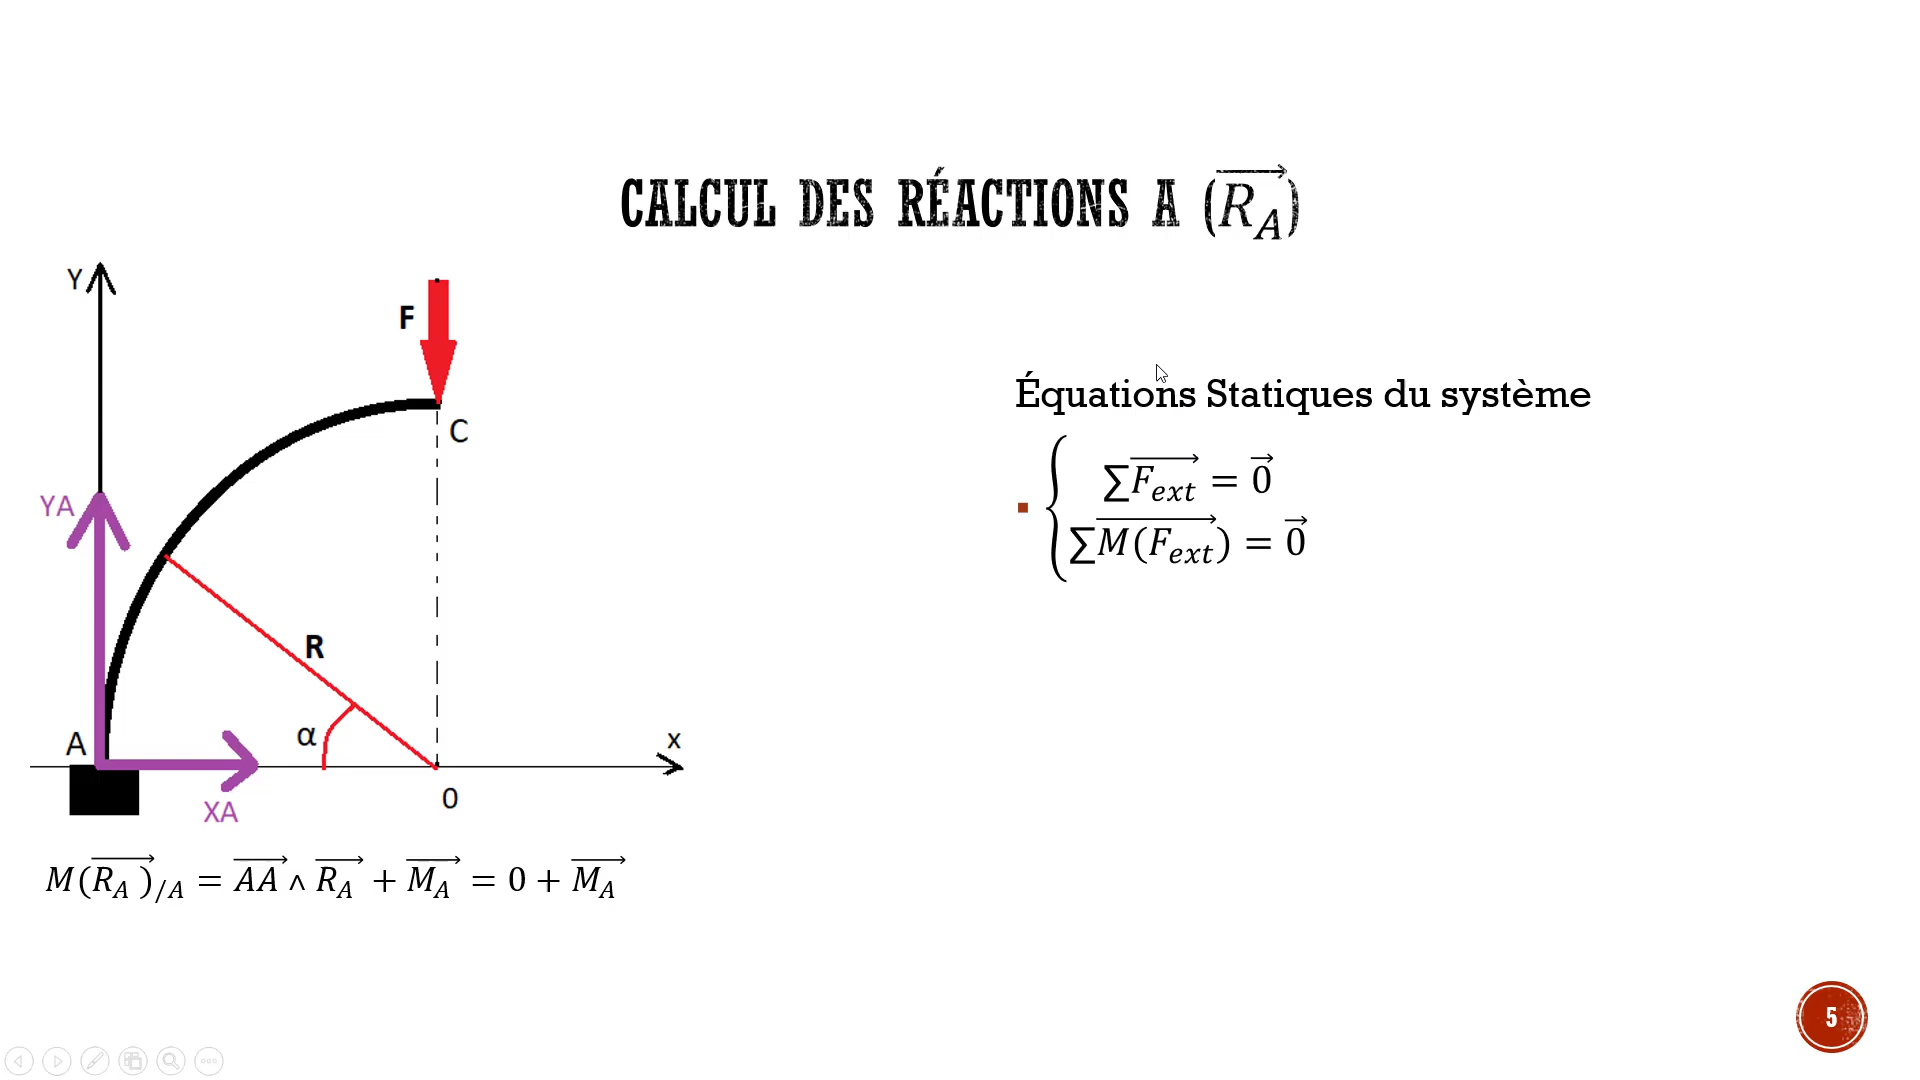 CALCUL DES RÉACTIONS A (R_A)
Y
F
C
YA
R
A
α
x
0
XA
M(R_A)/A = AA ∧ R_A + M_A = 0 + M_A
Équations Statiques du système
∑F_ext = 0
∑M(F_ext) = 0
5